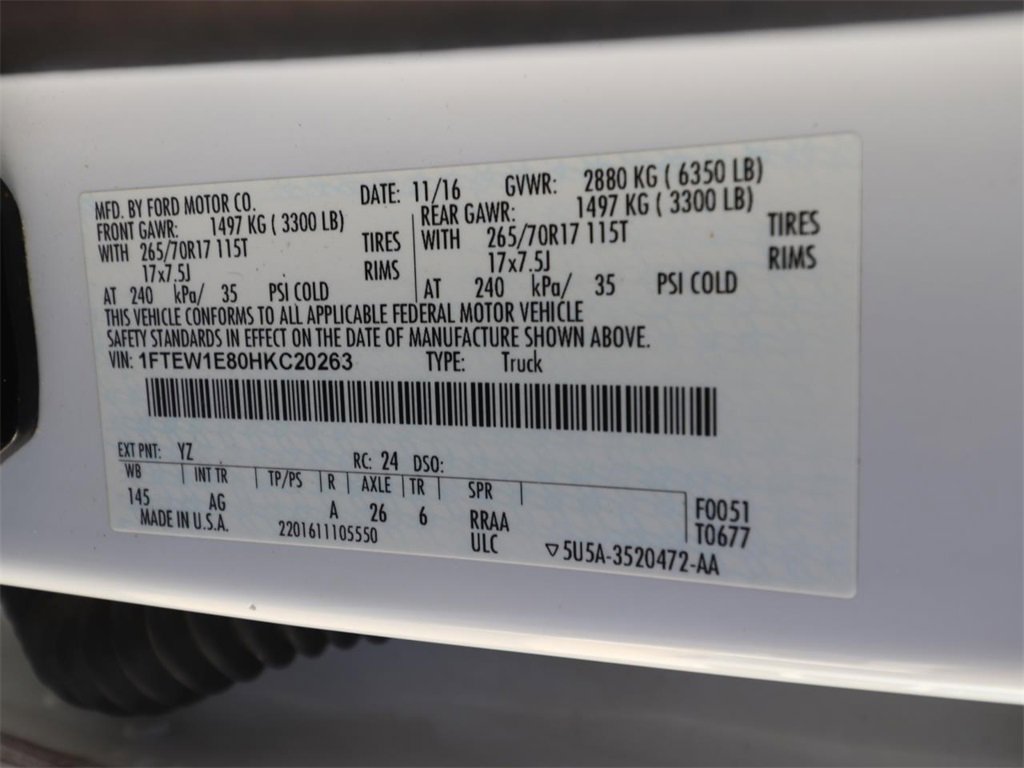 MFD. BY FORD MOTOR CO. DATE: 11/16 GVWR: 2880 KG ( 6350 LB)
FRONT GAWR: 1497 KG ( 3300 LB) REAR GAWR: 1497 KG ( 3300 LB)
WITH 265/70R17 115T TIRES WITH 265/70R17 115T TIRES
17x7.5J RIMS 17x7.5J RIMS
AT 240 kPa/ 35 PSI COLD AT 240 kPa/ 35 PSI COLD
THIS VEHICLE CONFORMS TO ALL APPLICABLE FEDERAL MOTOR VEHICLE
SAFETY STANDARDS IN EFFECT ON THE DATE OF MANUFACTURE SHOWN ABOVE.
VIN: 1FTEW1E80HKC20263 TYPE: Truck
EXT PNT: YZ RC: 24 DSO:
WB INT TR TP/PS R AXLE TR SPR
145 AG A 26 6 RRAA F0051
MADE IN U.S.A. 2201611105550 ULC T0677
▽5U5A-3520472-AA